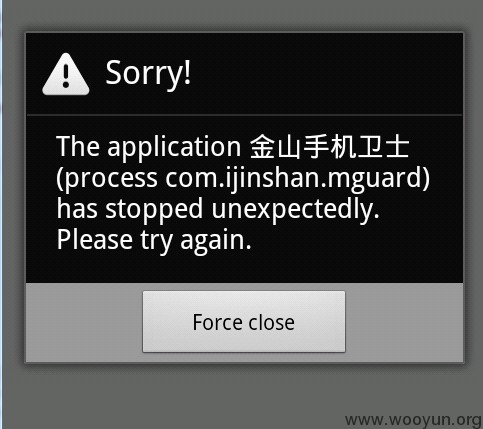 Sorry!
The application 金山手机卫士
(process com.ijinshan.mguard)
has stopped unexpectedly.
Please try again.
Force close
www.wooyun.org